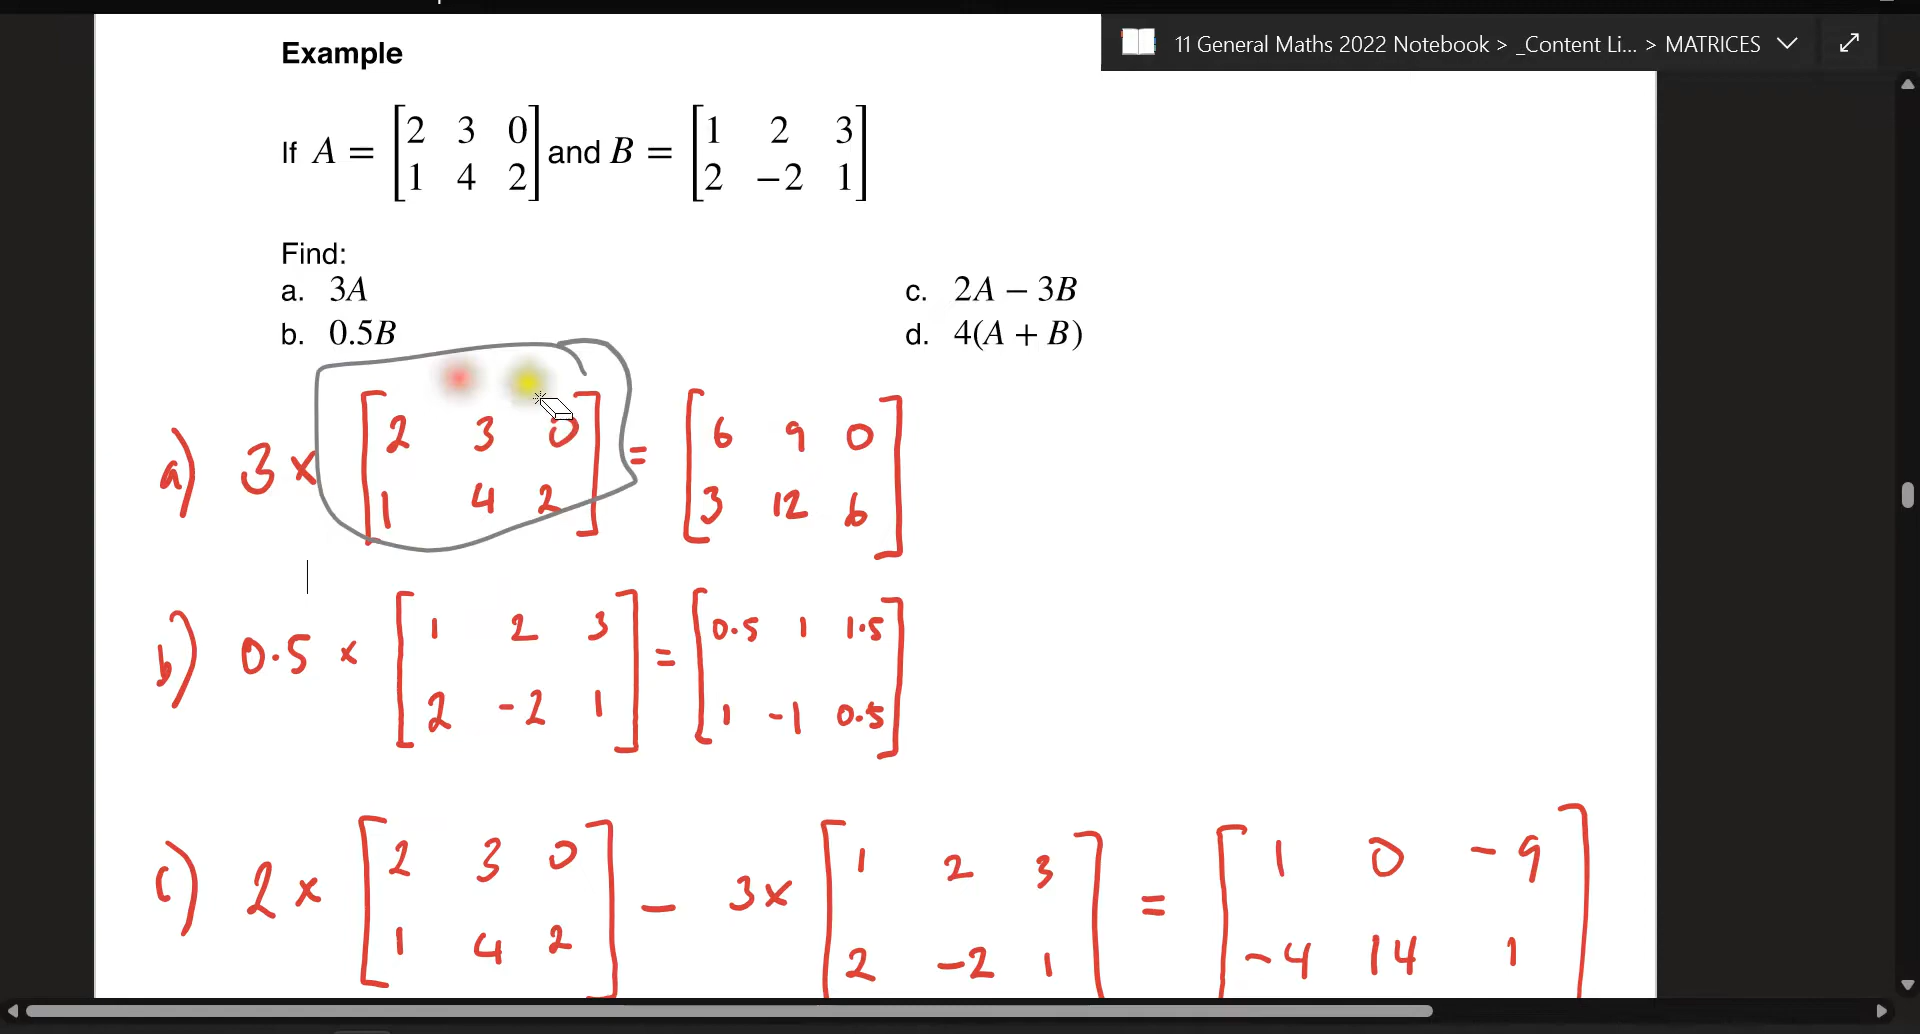 11 General Maths 2022 Notebook > _Content Li... > MATRICES
Example
If A = [2 3 0; 1 4 2] and B = [1 2 3; 2 −2 1]
Find:
a. 3A
b. 0.5B
c. 2A − 3B
d. 4(A + B)
a) 3 × [2 3 0; 1 4 2] = [6 9 0; 3 12 6]
b) 0.5 × [1 2 3; 2 -2 1] = [0.5 1 1.5; 1 -1 0.5]
c) 2 × [2 3 0; 1 4 2] − 3 × [1 2 3; 2 -2 1] = [1 0 -9; -4 14 1]